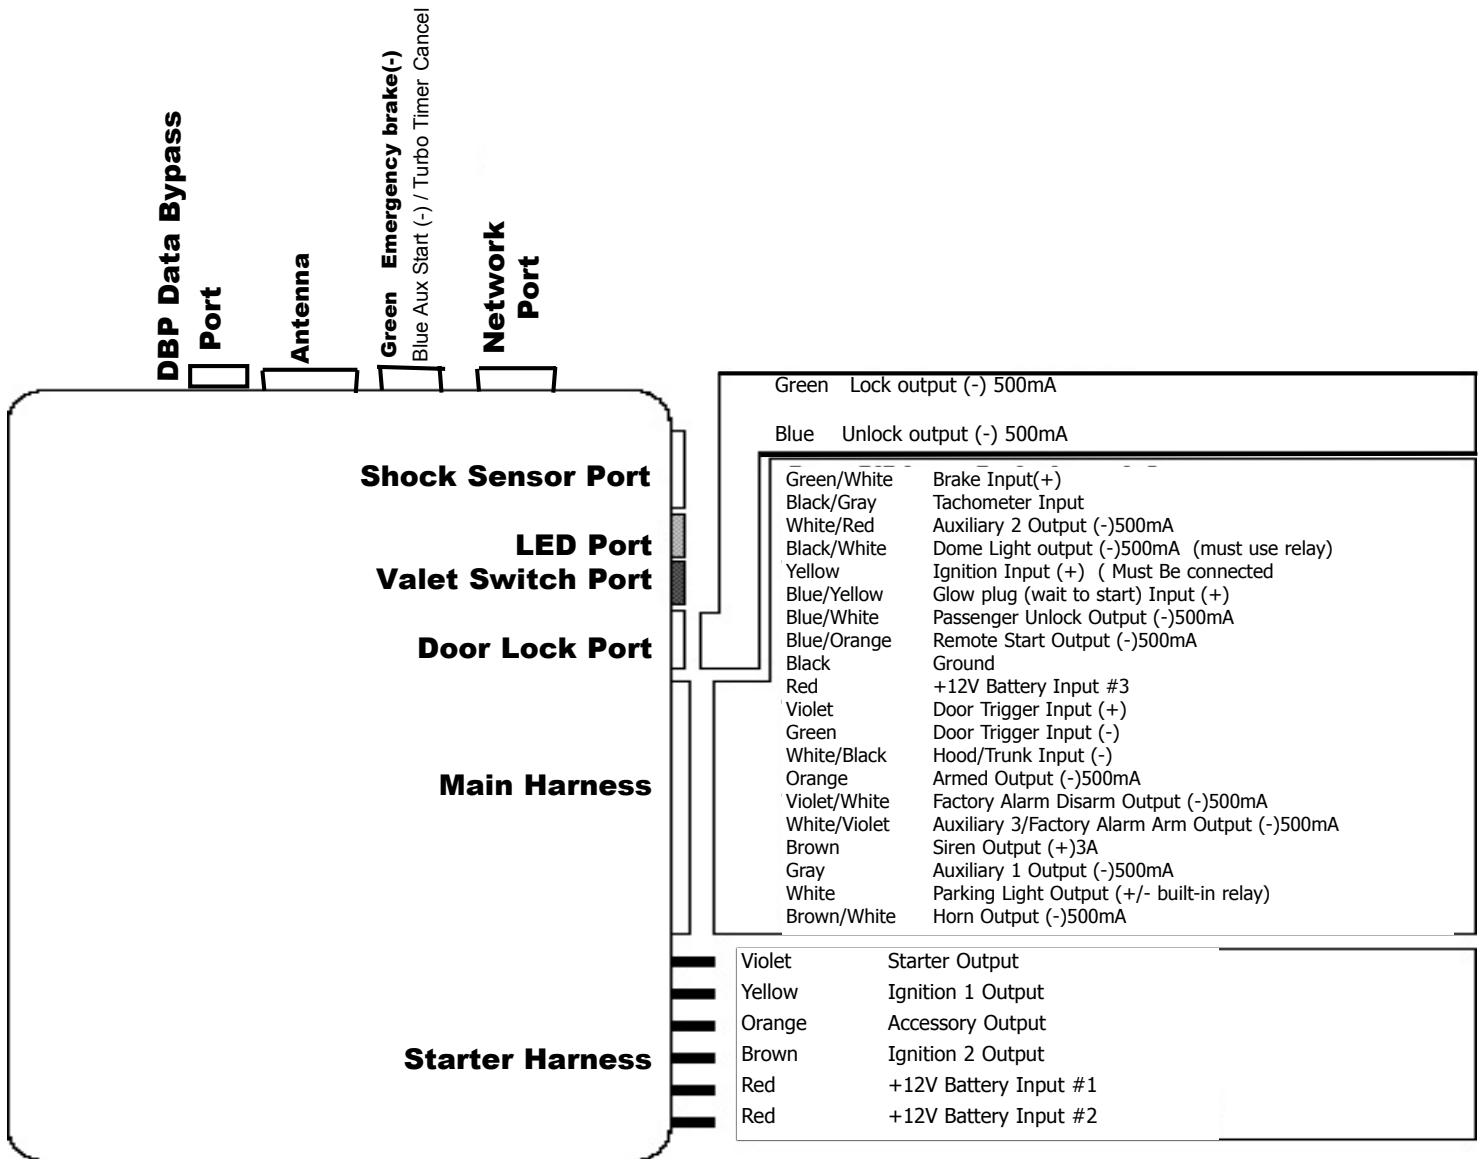 DBP Data Bypass
Port
Antenna
Green Emergency brake(-)
Blue Aux Start (-) / Turbo Timer Cancel
Network
Port
Shock Sensor Port
LED Port
Valet Switch Port
Door Lock Port
Main Harness
Starter Harness
Green Lock output (-) 500mA
Blue Unlock output (-) 500mA
Green/White Brake Input(+)
Black/Gray Tachometer Input
White/Red Auxiliary 2 Output (-)500mA
Black/White Dome Light output (-)500mA (must use relay)
Yellow Ignition Input (+) ( Must Be connected
Blue/Yellow Glow plug (wait to start) Input (+)
Blue/White Passenger Unlock Output (-)500mA
Blue/Orange Remote Start Output (-)500mA
Black Ground
Red +12V Battery Input #3
Violet Door Trigger Input (+)
Green Door Trigger Input (-)
White/Black Hood/Trunk Input (-)
Orange Armed Output (-)500mA
Violet/White Factory Alarm Disarm Output (-)500mA
White/Violet Auxiliary 3/Factory Alarm Arm Output (-)500mA
Brown Siren Output (+)3A
Gray Auxiliary 1 Output (-)500mA
White Parking Light Output (+/- built-in relay)
Brown/White Horn Output (-)500mA
Violet Starter Output
Yellow Ignition 1 Output
Orange Accessory Output
Brown Ignition 2 Output
Red +12V Battery Input #1
Red +12V Battery Input #2